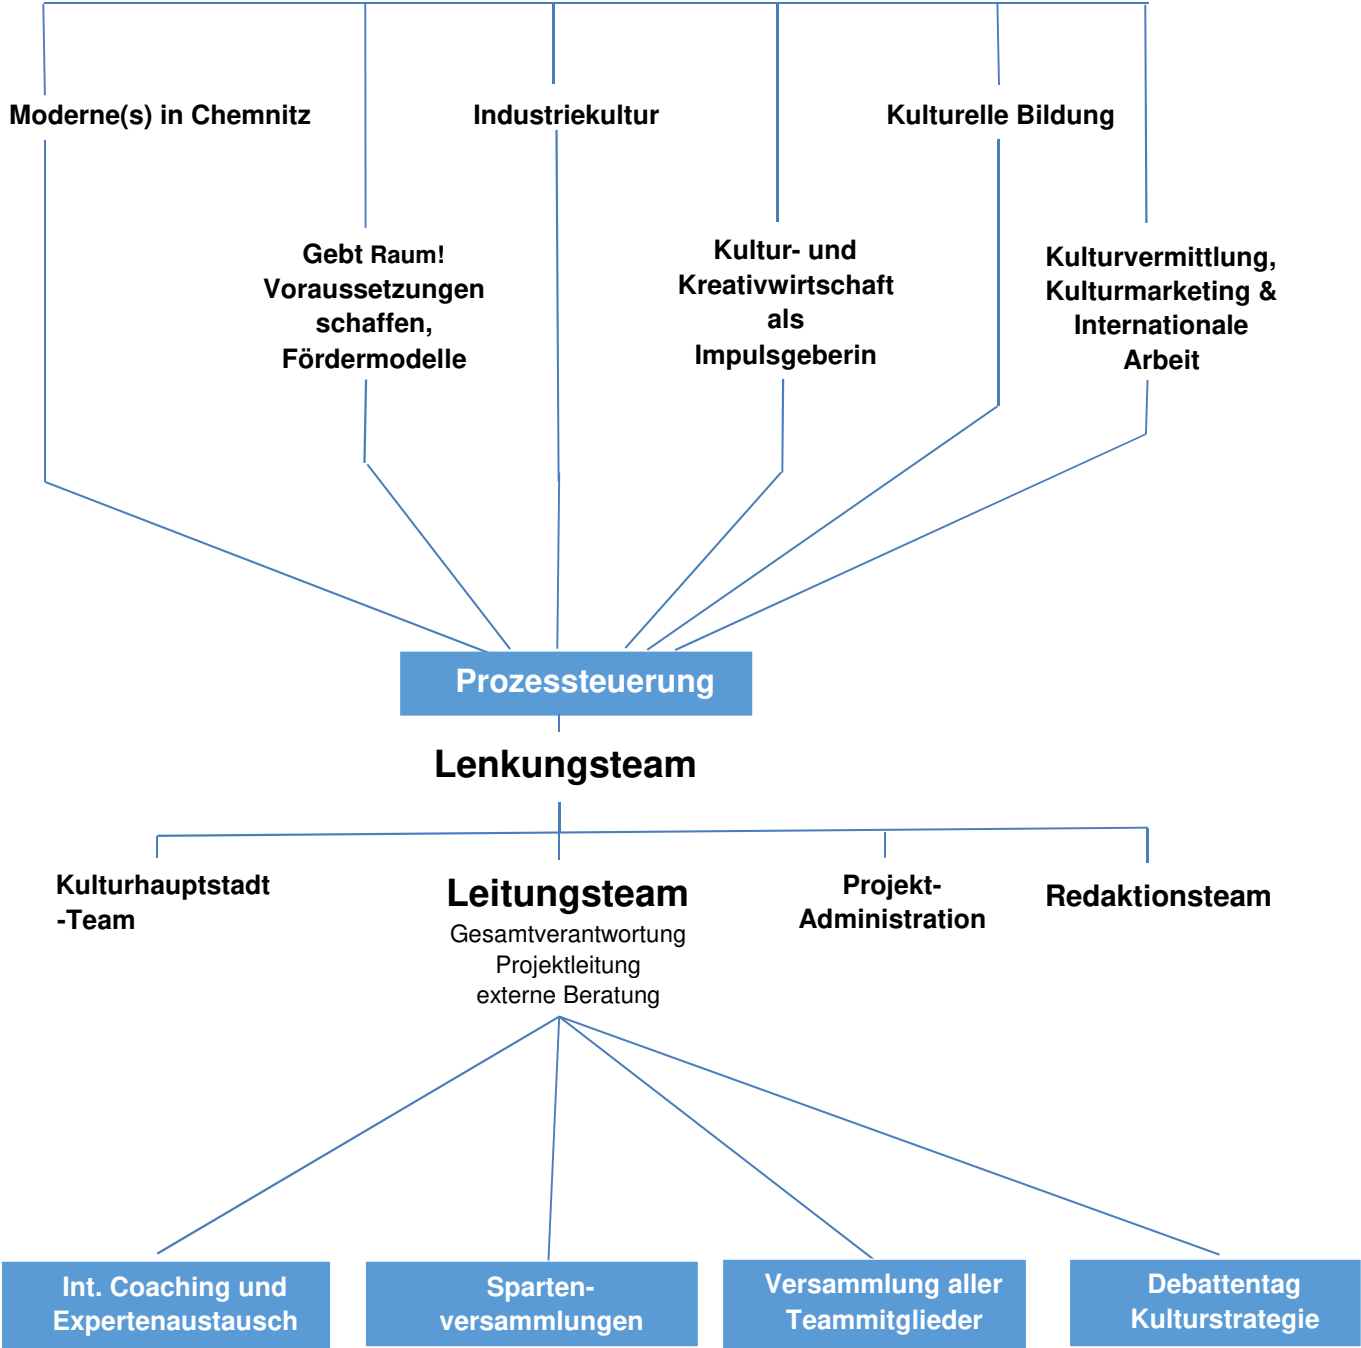 Moderne(s) in Chemnitz
Industriekultur
Kulturelle Bildung
Gebt Raum!
Voraussetzungen
schaffen,
Fördermodelle
Kultur- und
Kreativwirtschaft
als
Impulsgeberin
Kulturvermittlung,
Kulturmarketing &
Internationale
Arbeit
Prozessteuerung
Lenkungsteam
Kulturhauptstadt
-Team
Leitungsteam
Gesamtverantwortung
Projektleitung
externe Beratung
Projekt-
Administration
Redaktionsteam
Int. Coaching und
Expertenaustausch
Sparten-
versammlungen
Versammlung aller
Teammitglieder
Debattentag
Kulturstrategie